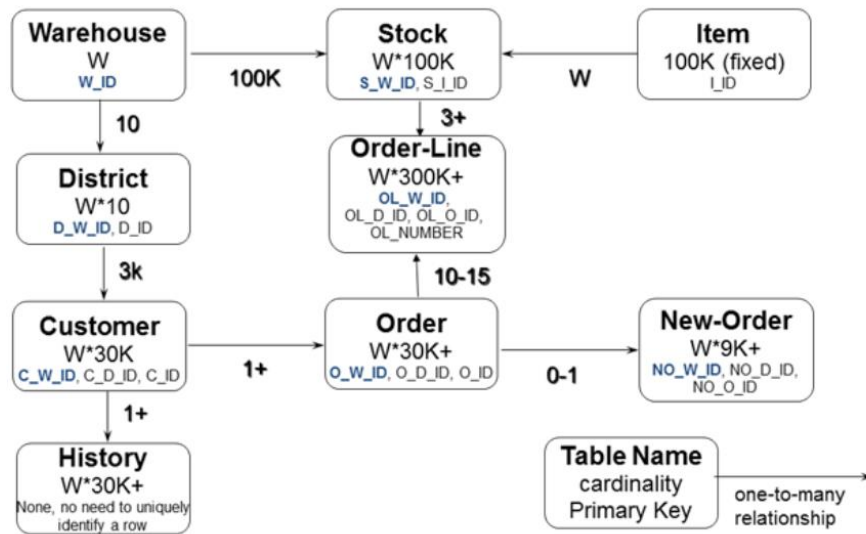 Warehouse
W
W_ID
100K
Stock
W*100K
S_W_ID, S_I_ID
W
Item
100K (fixed)
I_ID
10
3+
District
W*10
D_W_ID, D_ID
Order-Line
W*300K+
OL_W_ID,
OL_D_ID, OL_O_ID,
OL_NUMBER
3k
10-15
Customer
W*30K
C_W_ID, C_D_ID, C_ID
1+
Order
W*30K+
O_W_ID, O_D_ID, O_ID
0-1
New-Order
W*9K+
NO_W_ID, NO_D_ID,
NO_O_ID
1+
History
W*30K+
None, no need to uniquely
identify a row
Table Name
cardinality
Primary Key
one-to-many
relationship